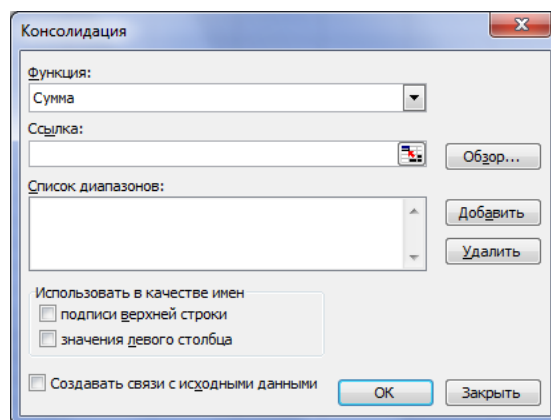 Консолидация
Функция:
Сумма
Ссылка:
Обзор...
Список диапазонов:
Добавить
Удалить
Использовать в качестве имен
подписи верхней строки
значения левого столбца
Создавать связи с исходными данными
ОК
Закрыть